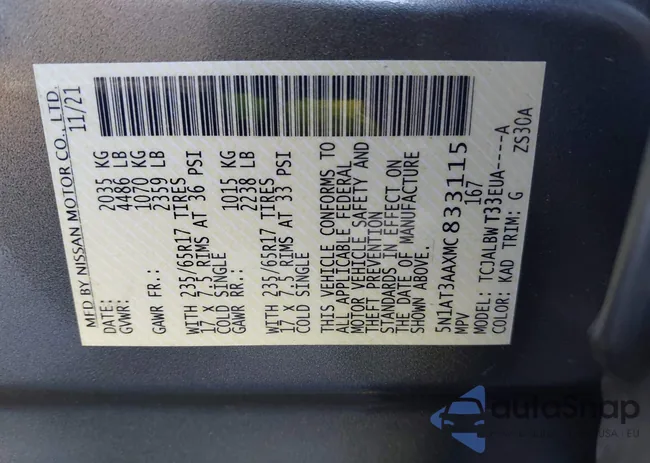 MFD BY NISSAN MOTOR CO., LTD.
DATE: 11/21
GVWR: 2035 KG
4486 LB
GAWR FR.: 1070 KG
2359 LB
WITH 235/65R17 TIRES
17 X 7.5 RIMS AT 36 PSI
COLD SINGLE
GAWR RR.: 1015 KG
2238 LB
WITH 235/65R17 TIRES
17 X 7.5 RIMS AT 33 PSI
COLD SINGLE
THIS VEHICLE CONFORMS TO
ALL APPLICABLE FEDERAL
MOTOR VEHICLE SAFETY AND
THEFT PREVENTION
STANDARDS IN EFFECT ON
THE DATE OF MANUFACTURE
SHOWN ABOVE.
5N1AT3AAXMC833115
MPV 167
MODEL: TCJALBW T33EUA----A
COLOR: KAD TRIM: G ZS30A
autoSnap
USA · EU